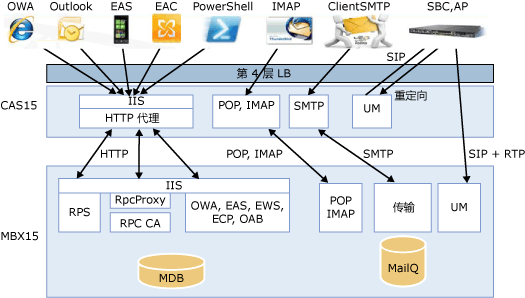 OWA Outlook EAS EAC PowerShell IMAP ClientSMTP SBC,AP
SIP
第 4 层 LB
CAS15
IIS
HTTP 代理
POP, IMAP
SMTP
UM
重定向
HTTP
POP, IMAP
SMTP
SIP + RTP
MBX15
IIS
RPS
RpcProxy
RPC CA
OWA, EAS, EWS,
ECP, OAB
POP
IMAP
传输
UM
MDB
MailQ